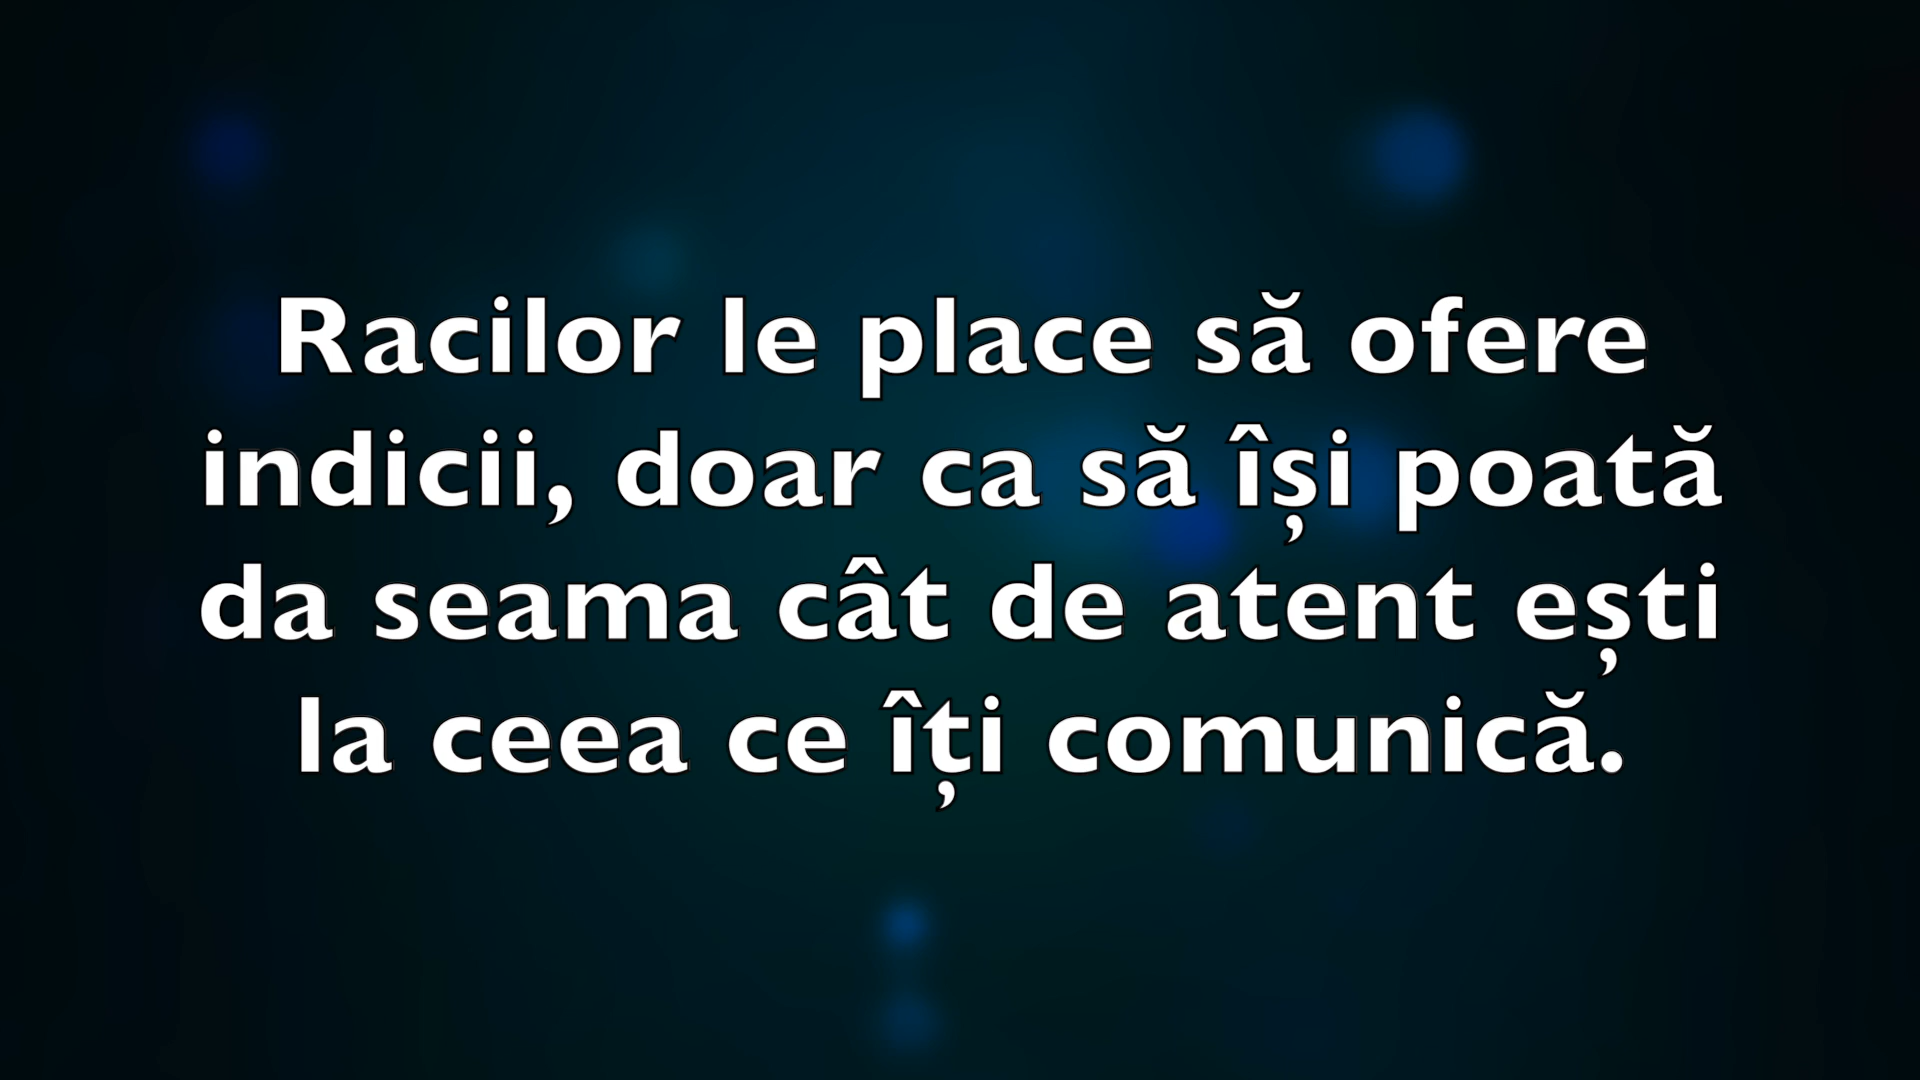 Racilor le place să ofere
indicii, doar ca să își poată
da seama cât de atent ești
la ceea ce îți comunică.